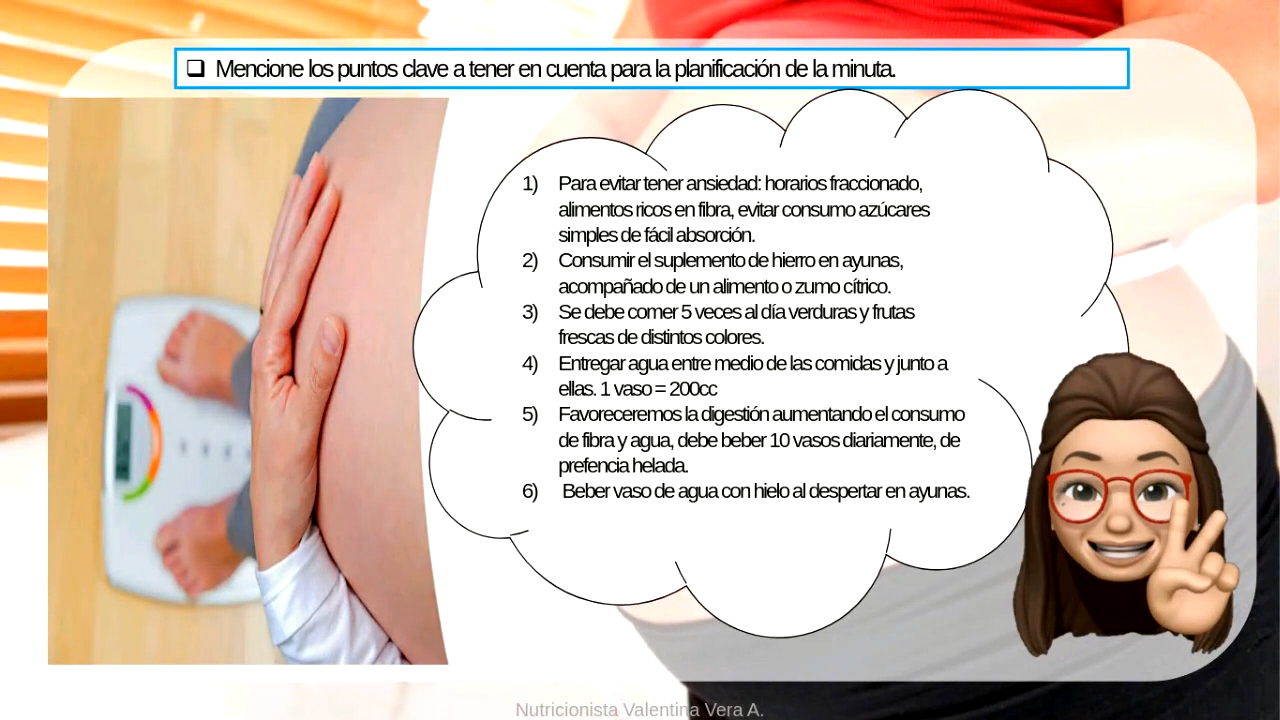 ❑ Mencione los puntos clave a tener en cuenta para la planificación de la minuta.
1) Para evitar tener ansiedad: horarios fraccionado,
alimentos ricos en fibra, evitar consumo azúcares
simples de fácil absorción.
2) Consumir el suplemento de hierro en ayunas,
acompañado de un alimento o zumo cítrico.
3) Se debe comer 5 veces al día verduras y frutas
frescas de distintos colores.
4) Entregar agua entre medio de las comidas y junto a
ellas. 1 vaso = 200cc
5) Favoreceremos la digestión aumentando el consumo
de fibra y agua, debe beber 10 vasos diariamente, de
prefencia helada.
6) Beber vaso de agua con hielo al despertar en ayunas.
Nutricionista Valentina Vera A.